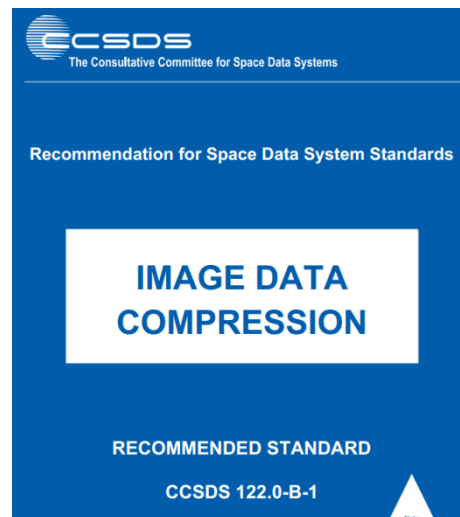 CCSDS
The Consultative Committee for Space Data Systems
Recommendation for Space Data System Standards
IMAGE DATA
COMPRESSION
RECOMMENDED STANDARD
CCSDS 122.0-B-1